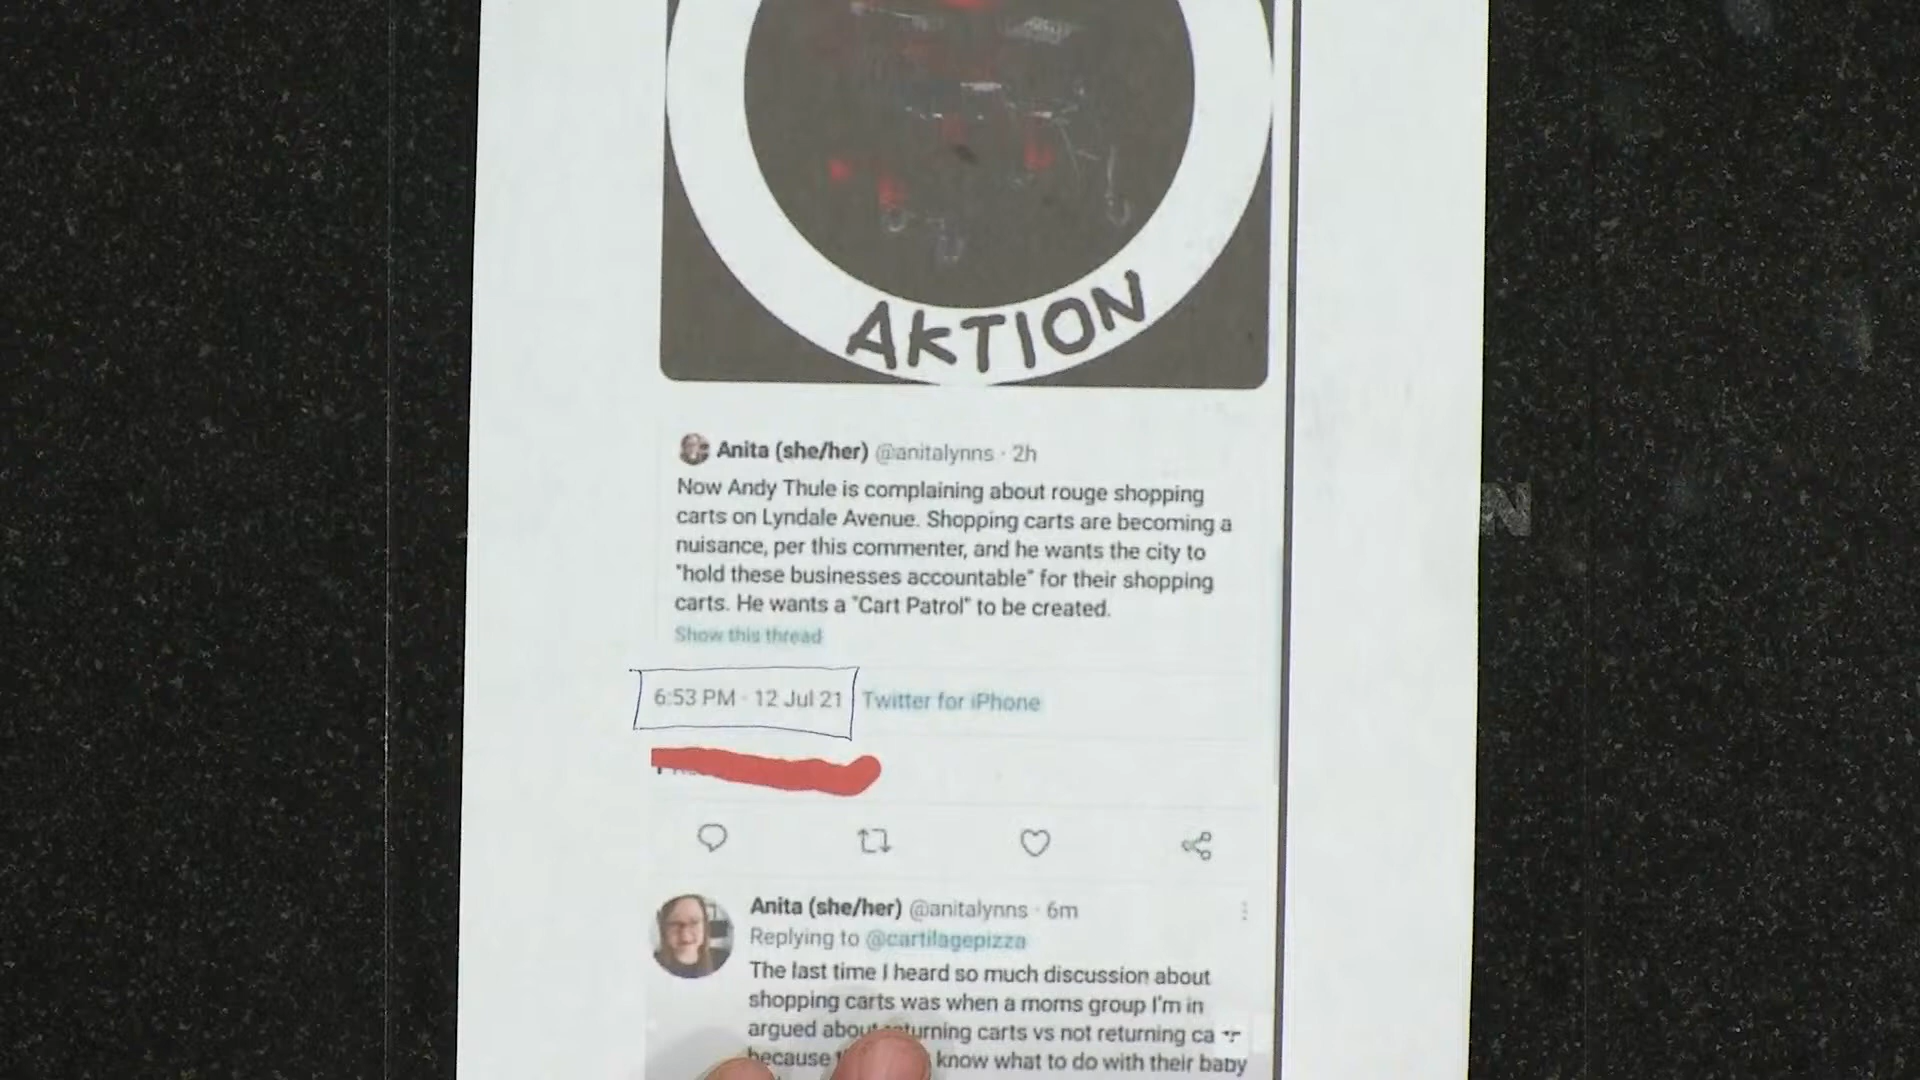 AKTION
Anita (she/her) @anitalynns · 2h
Now Andy Thule is complaining about rouge shopping
carts on Lyndale Avenue. Shopping carts are becoming a
nuisance, per this commenter, and he wants the city to
"hold these businesses accountable" for their shopping
carts. He wants a "Cart Patrol" to be created.
Show this thread
6:53 PM · 12 Jul 21 Twitter for iPhone
Anita (she/her) @anitalynns · 6m
Replying to @cartilagepizza
The last time I heard so much discussion about
shopping carts was when a moms group I'm in
argued about returning carts vs not returning ca
because know what to do with their baby
N